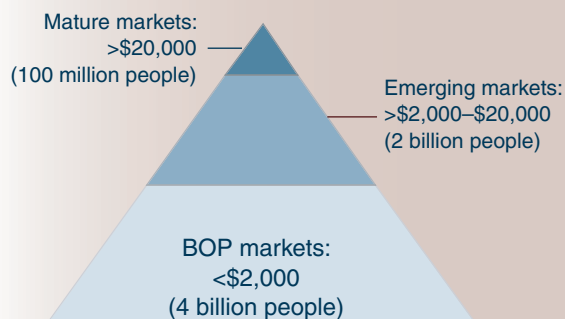 Mature markets:
>$20,000
(100 million people)
Emerging markets:
>$2,000–$20,000
(2 billion people)
BOP markets:
<$2,000
(4 billion people)